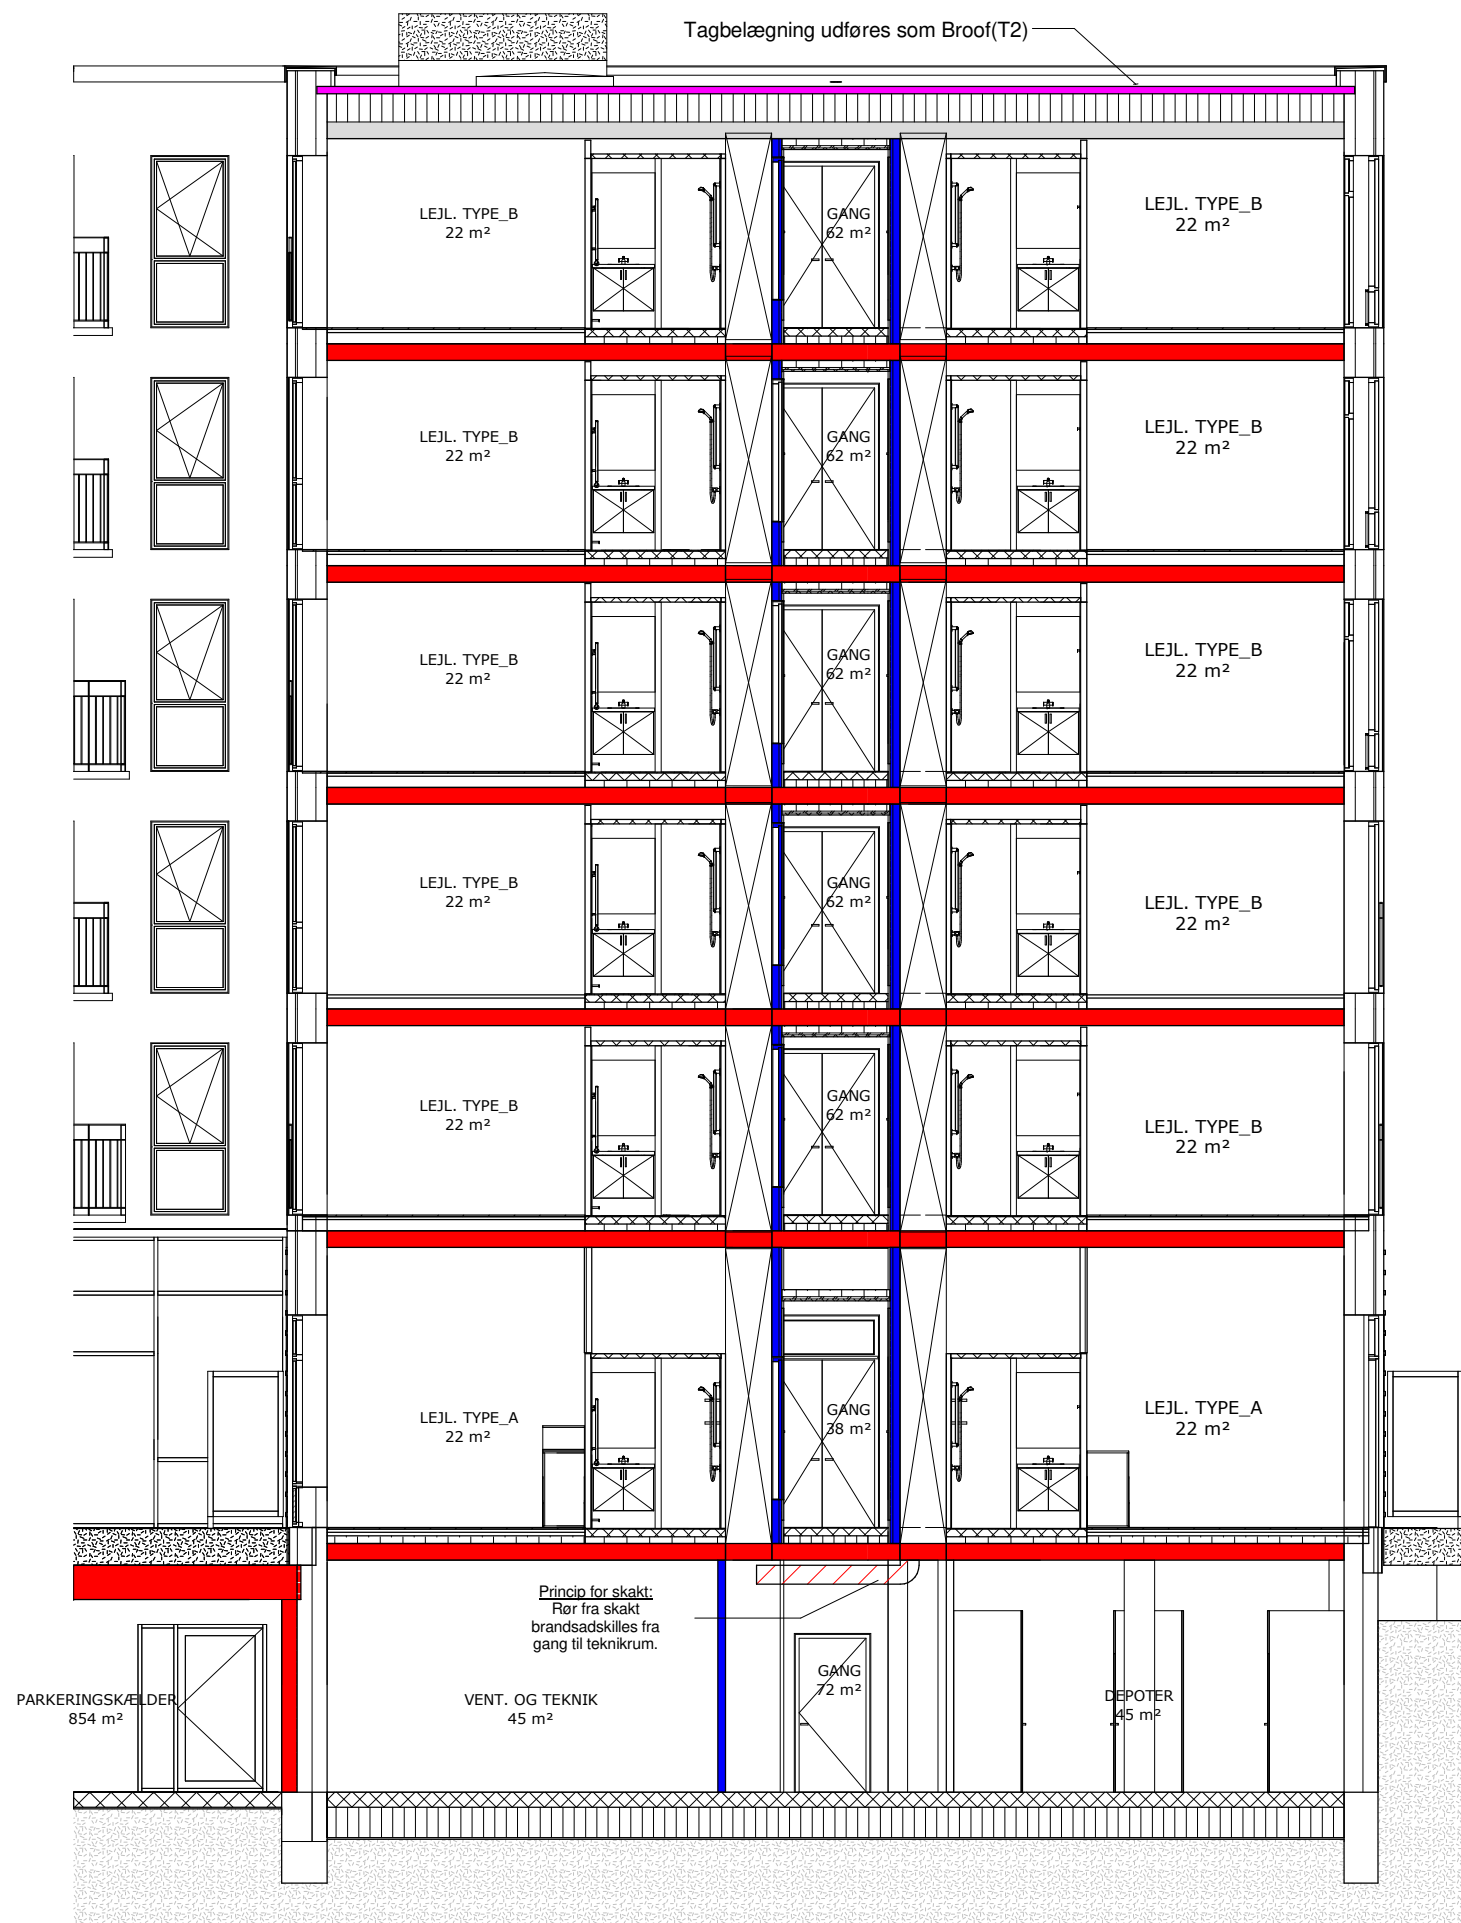 Tagbelægning udføres som Broof(T2)
LEJL. TYPE_B
22 m²
GANG
62 m²
LEJL. TYPE_B
22 m²
LEJL. TYPE_B
22 m²
GANG
62 m²
LEJL. TYPE_B
22 m²
LEJL. TYPE_B
22 m²
GANG
62 m²
LEJL. TYPE_B
22 m²
LEJL. TYPE_B
22 m²
GANG
62 m²
LEJL. TYPE_B
22 m²
LEJL. TYPE_B
22 m²
GANG
62 m²
LEJL. TYPE_B
22 m²
LEJL. TYPE_A
22 m²
GANG
38 m²
LEJL. TYPE_A
22 m²
Princip for skakt:
Rør fra skakt
brandsadskilles fra
gang til teknikrum.
PARKERINGSKÆLDER
854 m²
VENT. OG TEKNIK
45 m²
GANG
72 m²
DEPOTER
45 m²